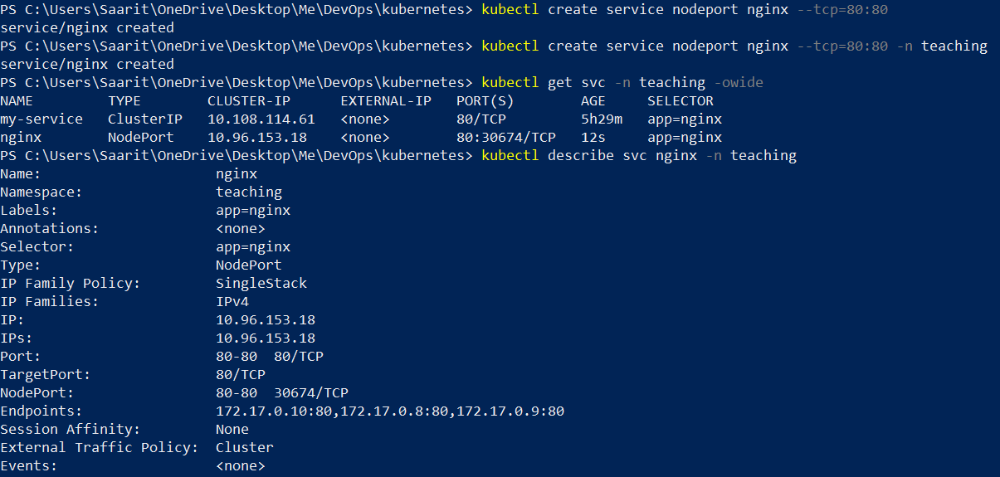 PS C:\Users\Saarit\OneDrive\Desktop\Me\DevOps\kubernetes> kubectl create service nodeport nginx --tcp=80:80
service/nginx created
PS C:\Users\Saarit\OneDrive\Desktop\Me\DevOps\kubernetes> kubectl create service nodeport nginx --tcp=80:80 -n teaching
service/nginx created
PS C:\Users\Saarit\OneDrive\Desktop\Me\DevOps\kubernetes> kubectl get svc -n teaching -owide
NAME         TYPE        CLUSTER-IP      EXTERNAL-IP   PORT(S)        AGE     SELECTOR
my-service   ClusterIP   10.108.114.61   <none>        80/TCP         5h29m   app=nginx
nginx        NodePort    10.96.153.18    <none>        80:30674/TCP   12s     app=nginx
PS C:\Users\Saarit\OneDrive\Desktop\Me\DevOps\kubernetes> kubectl describe svc nginx -n teaching
Name:                     nginx
Namespace:                teaching
Labels:                   app=nginx
Annotations:              <none>
Selector:                 app=nginx
Type:                     NodePort
IP Family Policy:         SingleStack
IP Families:              IPv4
IP:                       10.96.153.18
IPs:                      10.96.153.18
Port:                     80-80  80/TCP
TargetPort:               80/TCP
NodePort:                 80-80  30674/TCP
Endpoints:                172.17.0.10:80,172.17.0.8:80,172.17.0.9:80
Session Affinity:         None
External Traffic Policy:  Cluster
Events:                   <none>